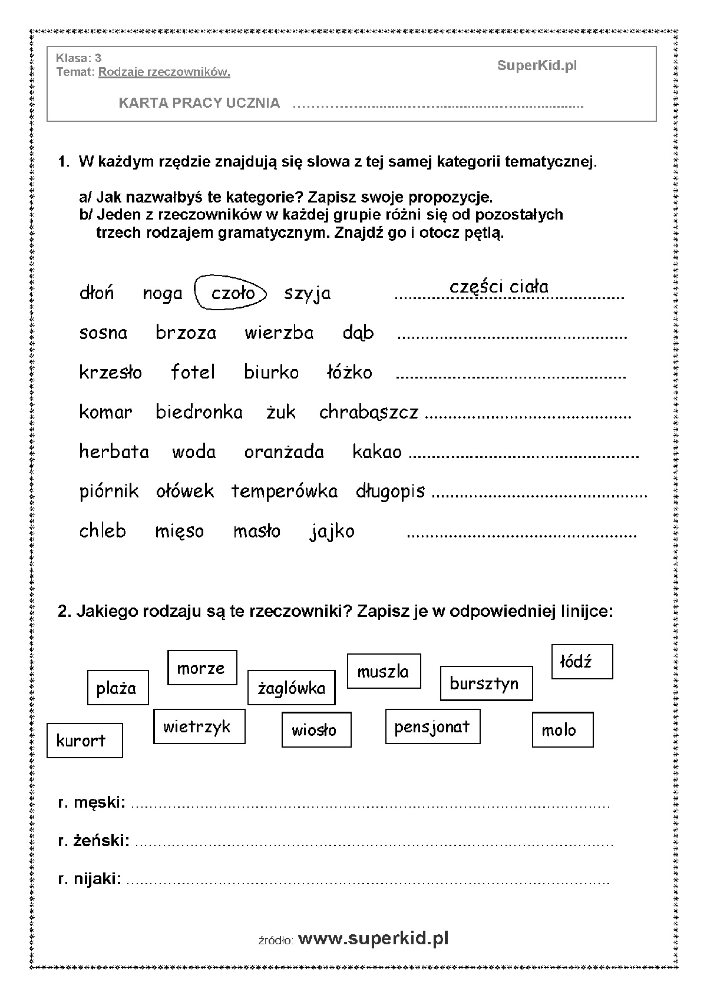 Klasa: 3
SuperKid.pl
Temat: Rodzaje rzeczowników.
KARTA PRACY UCZNIA ..............................................................
1. W każdym rzędzie znajdują się słowa z tej samej kategorii tematycznej.
a/ Jak nazwałbyś te kategorie? Zapisz swoje propozycje.
b/ Jeden z rzeczowników w każdej grupie różni się od pozostałych
trzech rodzajem gramatycznym. Znajdź go i otocz pętlą.
dłoń noga czoło szyja części ciała
sosna brzoza wierzba dąb .................................................
krzesło fotel biurko łóżko .................................................
komar biedronka żuk chrabąszcz ............................................
herbata woda oranżada kakao .................................................
piórnik ołówek temperówka długopis ..............................................
chleb mięso masło jajko .................................................
2. Jakiego rodzaju są te rzeczowniki? Zapisz je w odpowiedniej linijce:
plaża morze żaglówka muszla bursztyn łódź
kurort wietrzyk wiosło pensjonat molo
r. męski: ..............................................................................................
r. żeński: ..............................................................................................
r. nijaki: ..............................................................................................
źródło: www.superkid.pl